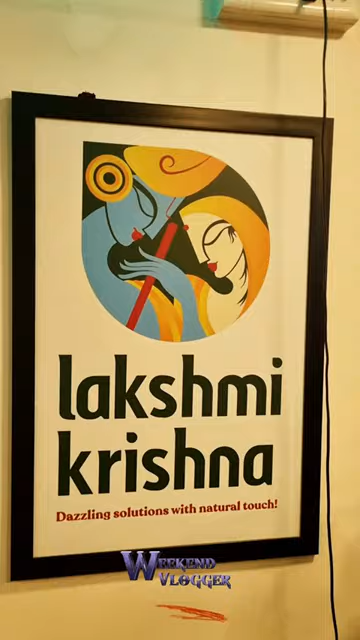 lakshmi
krishna
Dazzling solutions with natural touch!
WEEKEND
VLOGGER